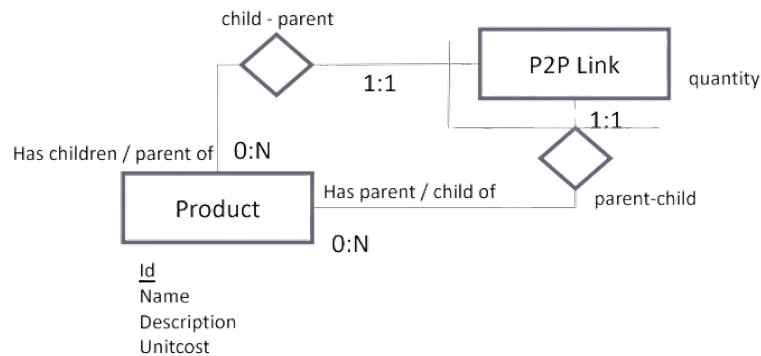 child - parent
P2P Link
quantity
1:1
1:1
Has children / parent of
0:N
Product
Has parent / child of
parent-child
0:N
Id
Name
Description
Unitcost